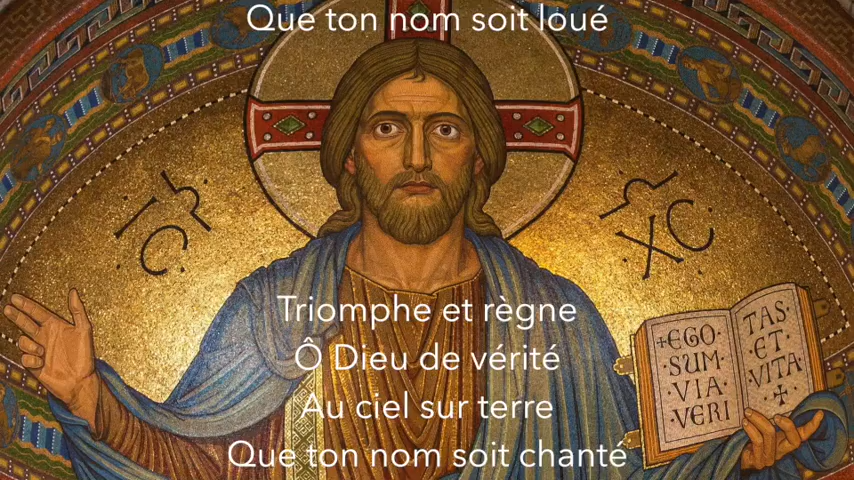 Que ton nom soit loué
IC
XC
+EGO·
·SUM·
·VIA·
·VERI
TAS·
·ET·
·VITA·
Triomphe et règne
Ô Dieu de vérité
Au ciel sur terre
Que ton nom soit chanté